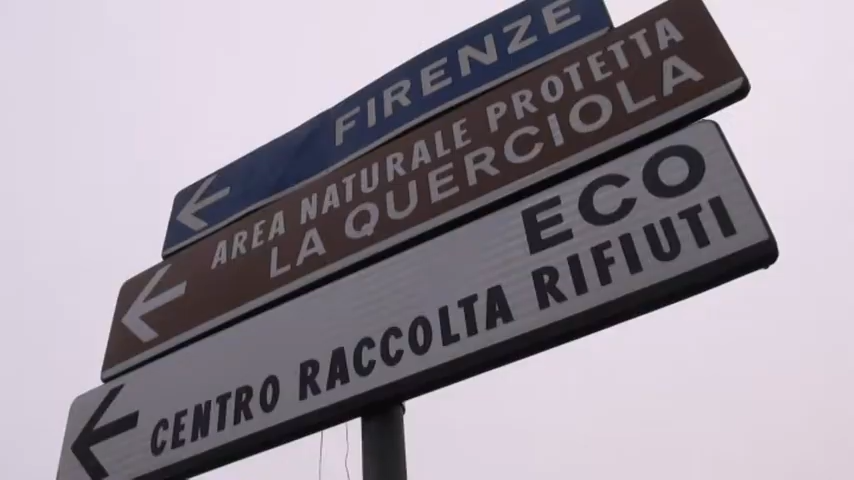 FIRENZE
AREA NATURALE PROTETTA
LA QUERCIOLA
ECO
CENTRO RACCOLTA RIFIUTI